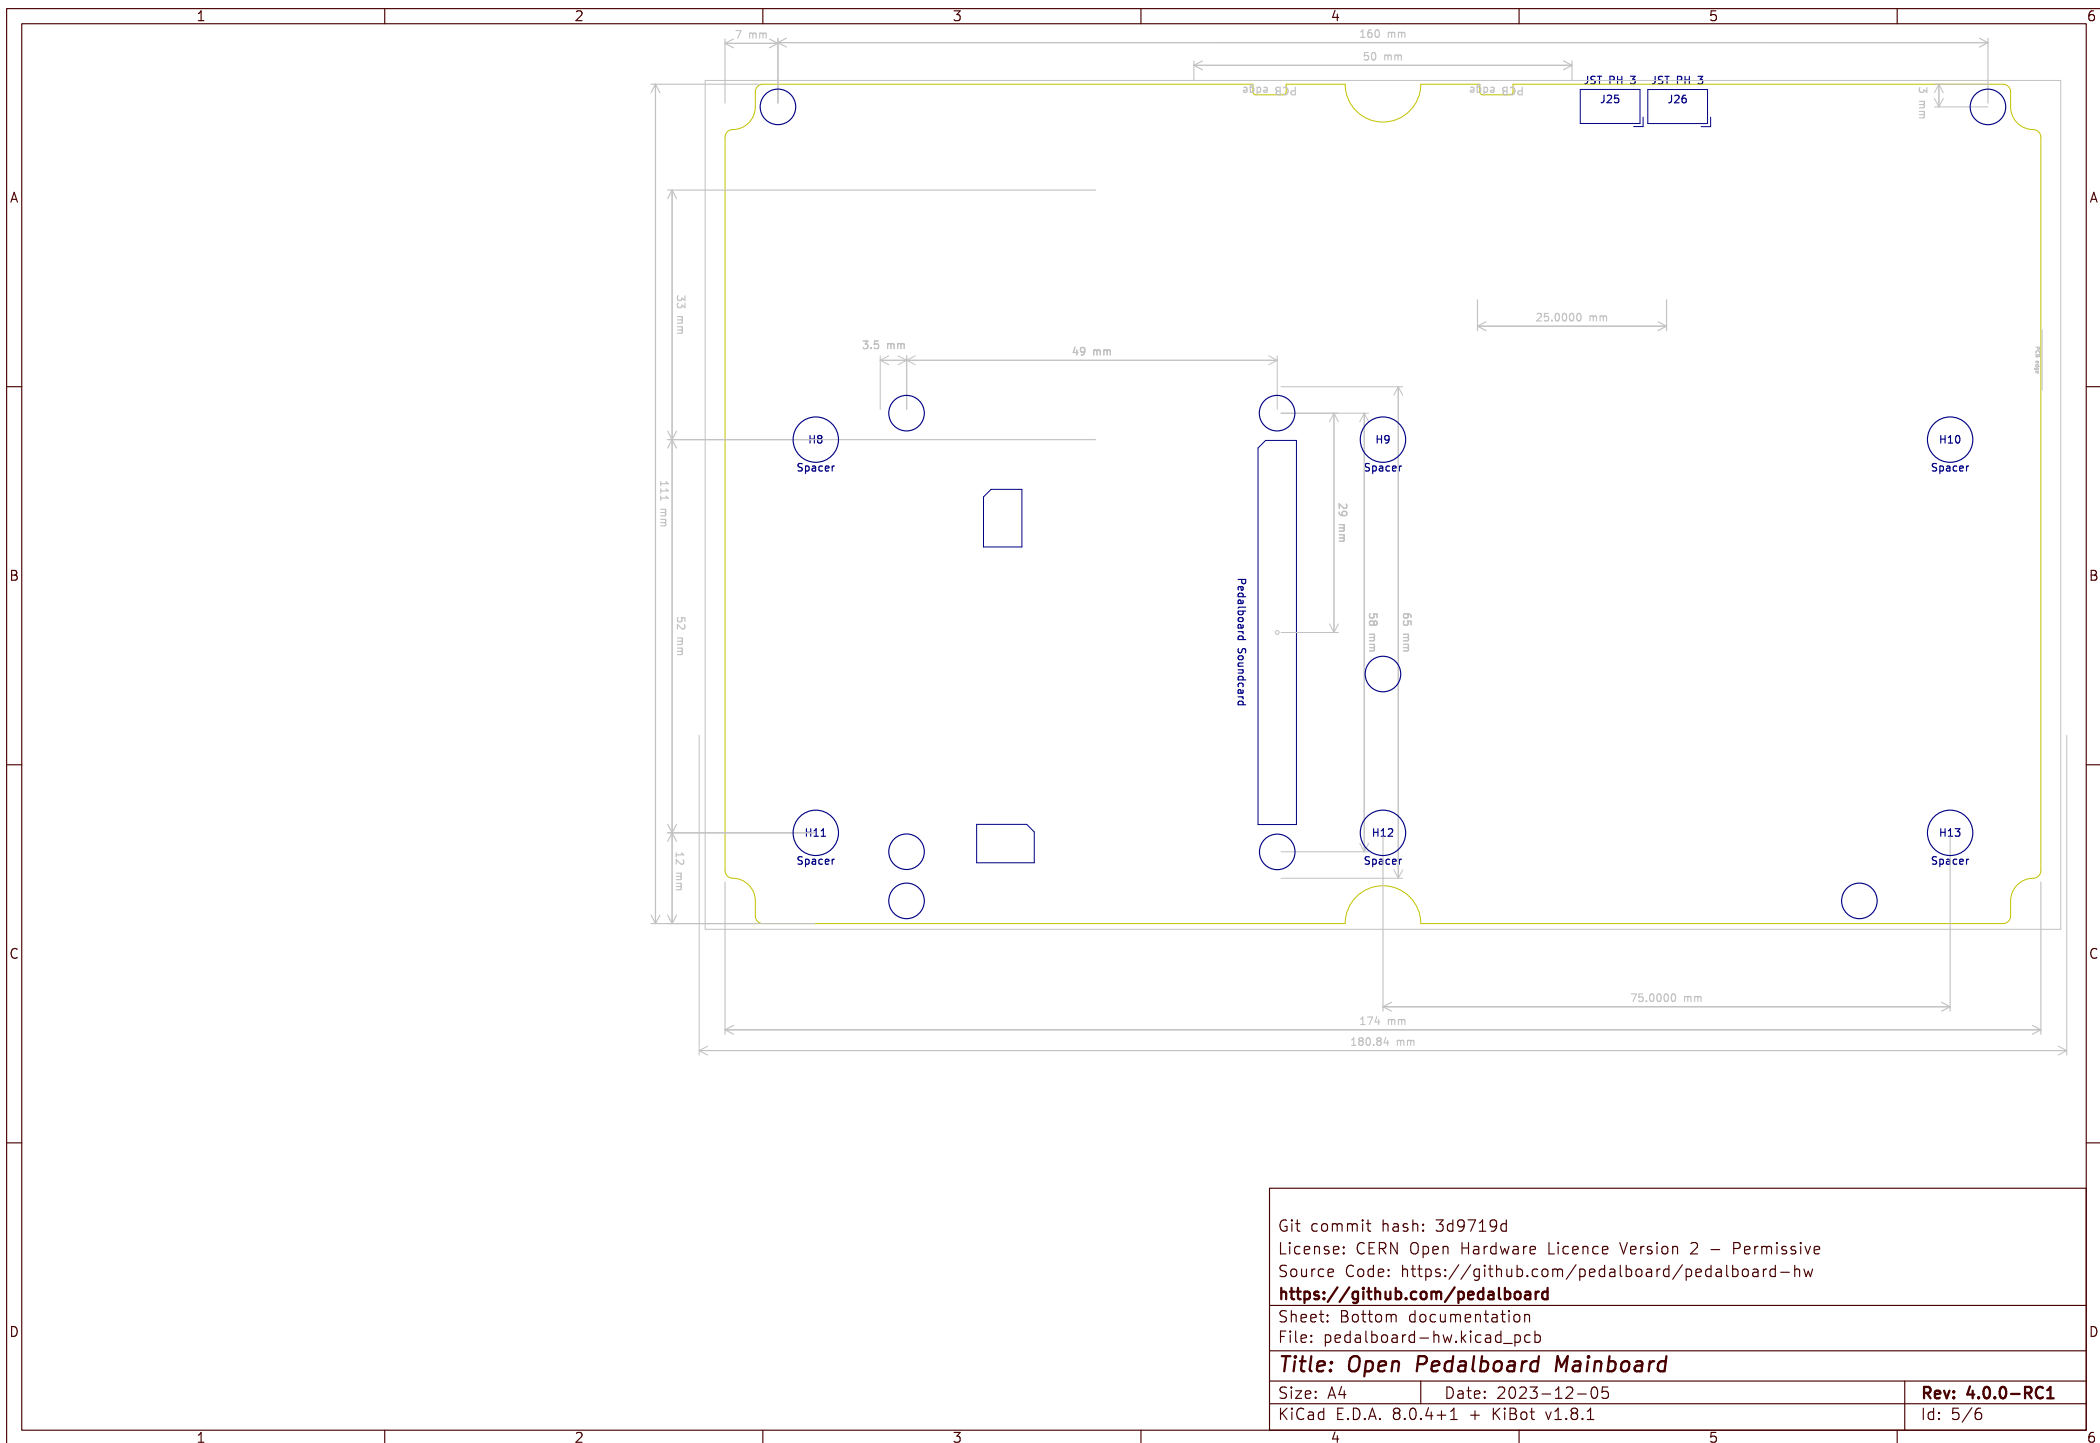 1 2 3 4 5 6
7 mm
160 mm
50 mm
JST PH 3 JST PH 3
PCB edge PCB edge
J25 J26
3 mm
A A
33 mm
25.0000 mm
3.5 mm
49 mm
PCB edge
H8 H9 H10
Spacer Spacer Spacer
111 mm
29 mm
B B
Pedalboard Soundcard
52 mm
58 mm
65 mm
H11 H12 H13
Spacer Spacer Spacer
12 mm
C C
75.0000 mm
174 mm
180.84 mm
Git commit hash: 3d9719d
License: CERN Open Hardware Licence Version 2 - Permissive
Source Code: https://github.com/pedalboard/pedalboard-hw
https://github.com/pedalboard
Sheet: Bottom documentation
File: pedalboard-hw.kicad_pcb
D D
Title: Open Pedalboard Mainboard
Size: A4 Date: 2023-12-05 Rev: 4.0.0-RC1
KiCad E.D.A. 8.0.4+1 + KiBot v1.8.1 Id: 5/6
1 2 3 4 5 6